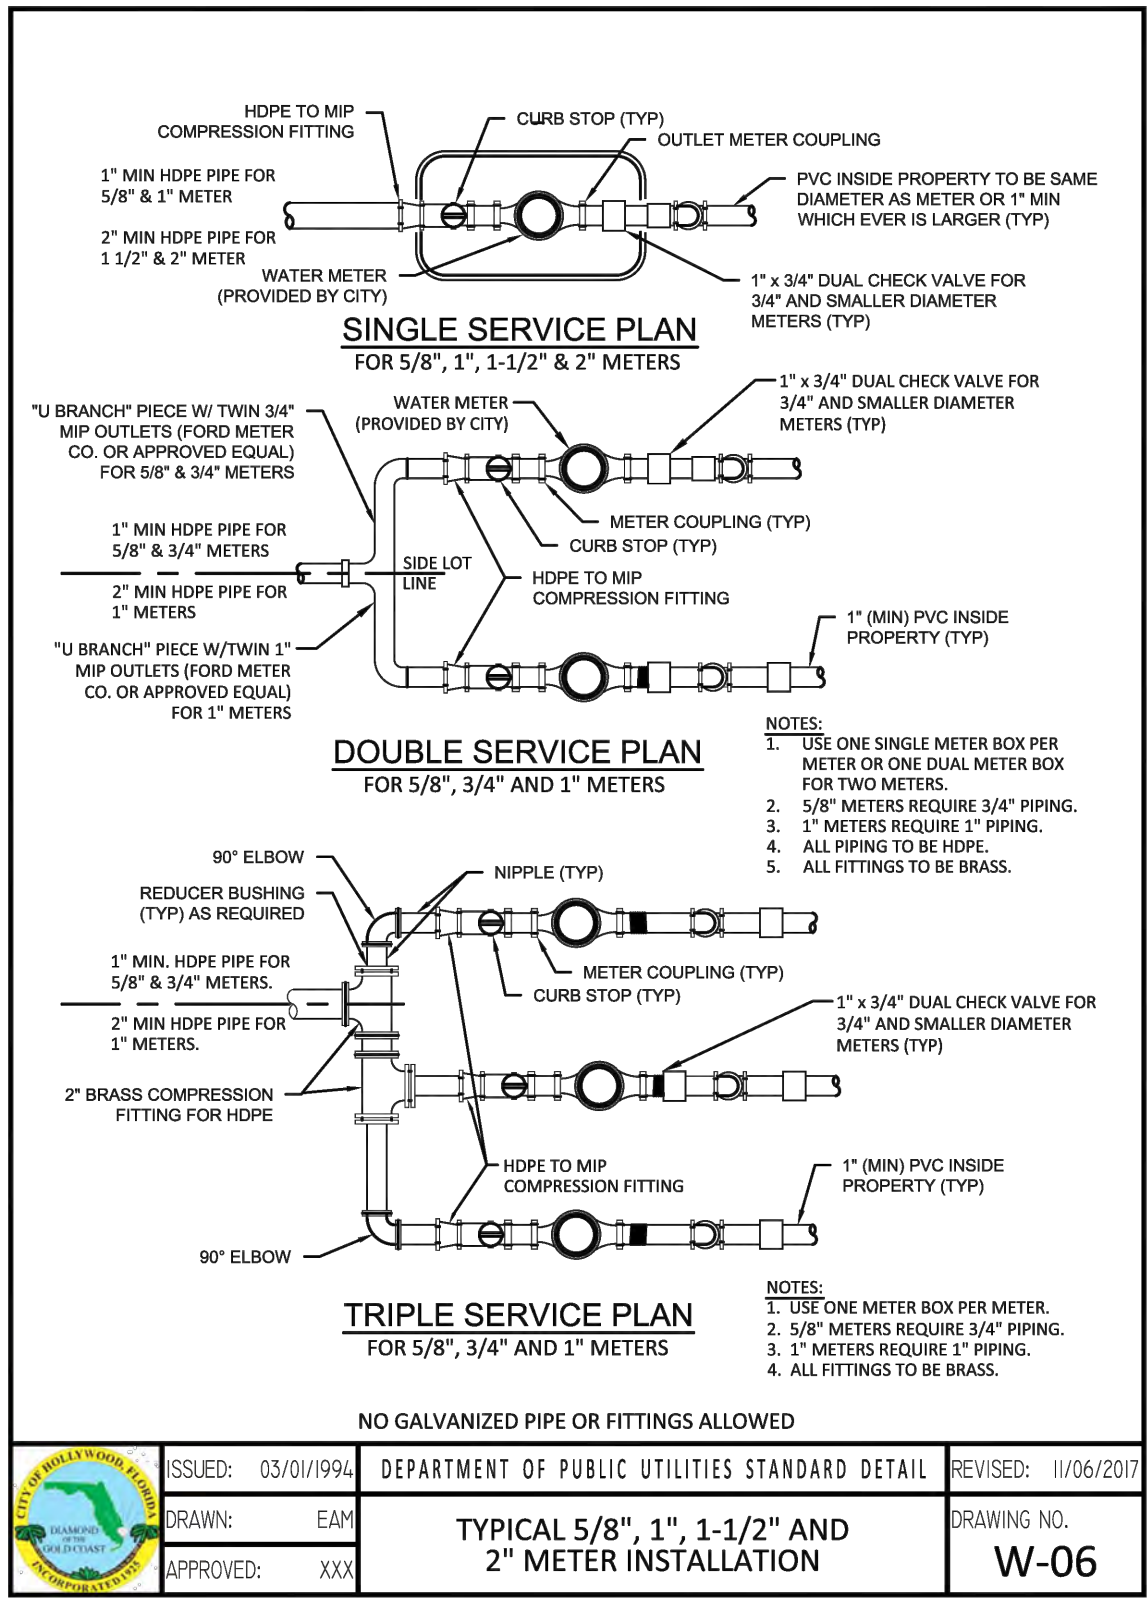 HDPE TO MIP
COMPRESSION FITTING
CURB STOP (TYP)
OUTLET METER COUPLING
1" MIN HDPE PIPE FOR
5/8" & 1" METER
PVC INSIDE PROPERTY TO BE SAME
DIAMETER AS METER OR 1" MIN
WHICH EVER IS LARGER (TYP)
2" MIN HDPE PIPE FOR
1 1/2" & 2" METER
WATER METER
(PROVIDED BY CITY)
1" x 3/4" DUAL CHECK VALVE FOR
3/4" AND SMALLER DIAMETER
METERS (TYP)
SINGLE SERVICE PLAN
FOR 5/8", 1", 1-1/2" & 2" METERS
"U BRANCH" PIECE W/ TWIN 3/4"
MIP OUTLETS (FORD METER
CO. OR APPROVED EQUAL)
FOR 5/8" & 3/4" METERS
WATER METER
(PROVIDED BY CITY)
1" x 3/4" DUAL CHECK VALVE FOR
3/4" AND SMALLER DIAMETER
METERS (TYP)
1" MIN HDPE PIPE FOR
5/8" & 3/4" METERS
METER COUPLING (TYP)
CURB STOP (TYP)
SIDE LOT
LINE
HDPE TO MIP
COMPRESSION FITTING
2" MIN HDPE PIPE FOR
1" METERS
1" (MIN) PVC INSIDE
PROPERTY (TYP)
"U BRANCH" PIECE W/TWIN 1"
MIP OUTLETS (FORD METER
CO. OR APPROVED EQUAL)
FOR 1" METERS
DOUBLE SERVICE PLAN
FOR 5/8", 3/4" AND 1" METERS
NOTES:
1. USE ONE SINGLE METER BOX PER
METER OR ONE DUAL METER BOX
FOR TWO METERS.
2. 5/8" METERS REQUIRE 3/4" PIPING.
3. 1" METERS REQUIRE 1" PIPING.
4. ALL PIPING TO BE HDPE.
5. ALL FITTINGS TO BE BRASS.
90° ELBOW
NIPPLE (TYP)
REDUCER BUSHING
(TYP) AS REQUIRED
1" MIN. HDPE PIPE FOR
5/8" & 3/4" METERS.
METER COUPLING (TYP)
CURB STOP (TYP)
2" MIN HDPE PIPE FOR
1" METERS.
1" x 3/4" DUAL CHECK VALVE FOR
3/4" AND SMALLER DIAMETER
METERS (TYP)
2" BRASS COMPRESSION
FITTING FOR HDPE
HDPE TO MIP
COMPRESSION FITTING
1" (MIN) PVC INSIDE
PROPERTY (TYP)
90° ELBOW
TRIPLE SERVICE PLAN
FOR 5/8", 3/4" AND 1" METERS
NOTES:
1. USE ONE METER BOX PER METER.
2. 5/8" METERS REQUIRE 3/4" PIPING.
3. 1" METERS REQUIRE 1" PIPING.
4. ALL FITTINGS TO BE BRASS.
NO GALVANIZED PIPE OR FITTINGS ALLOWED
CITY OF HOLLYWOOD, FLORIDA
DIAMOND
OF THE
GOLD COAST
INCORPORATED 1925
ISSUED: 03/01/1994
DRAWN: EAM
APPROVED: XXX
DEPARTMENT OF PUBLIC UTILITIES STANDARD DETAIL
TYPICAL 5/8", 1", 1-1/2" AND
2" METER INSTALLATION
REVISED: 11/06/2017
DRAWING NO.
W-06